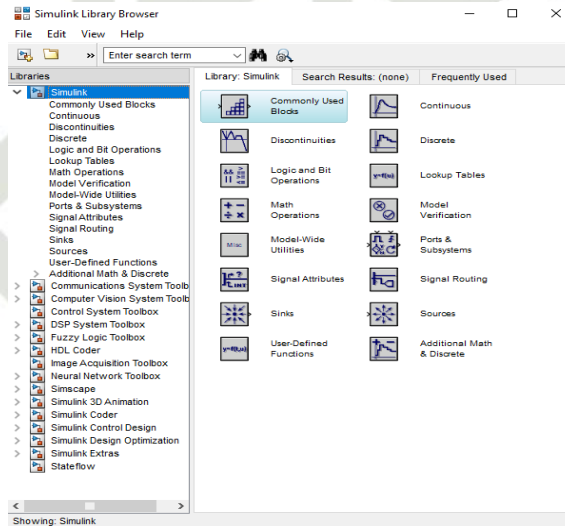 Simulink Library Browser
File Edit View Help
» Enter search term
Libraries
Library: Simulink Search Results: (none) Frequently Used
Simulink
Commonly Used Blocks
Continuous
Discontinuities
Discrete
Logic and Bit Operations
Lookup Tables
Math Operations
Model Verification
Model-Wide Utilities
Ports & Subsystems
Signal Attributes
Signal Routing
Sinks
Sources
User-Defined Functions
Additional Math & Discrete
Communications System Toolb
Computer Vision System Toolb
Control System Toolbox
DSP System Toolbox
Fuzzy Logic Toolbox
HDL Coder
Image Acquisition Toolbox
Neural Network Toolbox
Simscape
Simulink 3D Animation
Simulink Coder
Simulink Control Design
Simulink Design Optimization
Simulink Extras
Stateflow
Commonly Used
Blocks
Continuous
Discontinuities
Discrete
Logic and Bit
Operations
Lookup Tables
Math
Operations
Model
Verification
Misc
Model-Wide
Utilities
Ports &
Subsystems
Signal Attributes
Signal Routing
Sinks
Sources
User-Defined
Functions
Additional Math
& Discrete
Showing: Simulink